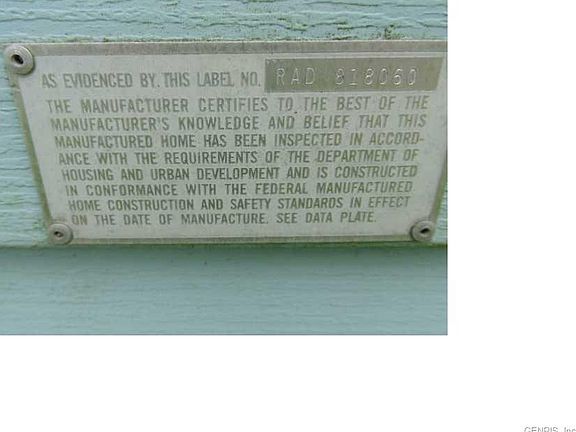 AS EVIDENCED BY THIS LABEL NO. RAD 818060
THE MANUFACTURER CERTIFIES TO THE BEST OF THE
MANUFACTURER'S KNOWLEDGE AND BELIEF THAT THIS
MANUFACTURED HOME HAS BEEN INSPECTED IN ACCORD-
ANCE WITH THE REQUIREMENTS OF THE DEPARTMENT OF
HOUSING AND URBAN DEVELOPMENT AND IS CONSTRUCTED
IN CONFORMANCE WITH THE FEDERAL MANUFACTURED
HOME CONSTRUCTION AND SAFETY STANDARDS IN EFFECT
ON THE DATE OF MANUFACTURE. SEE DATA PLATE.